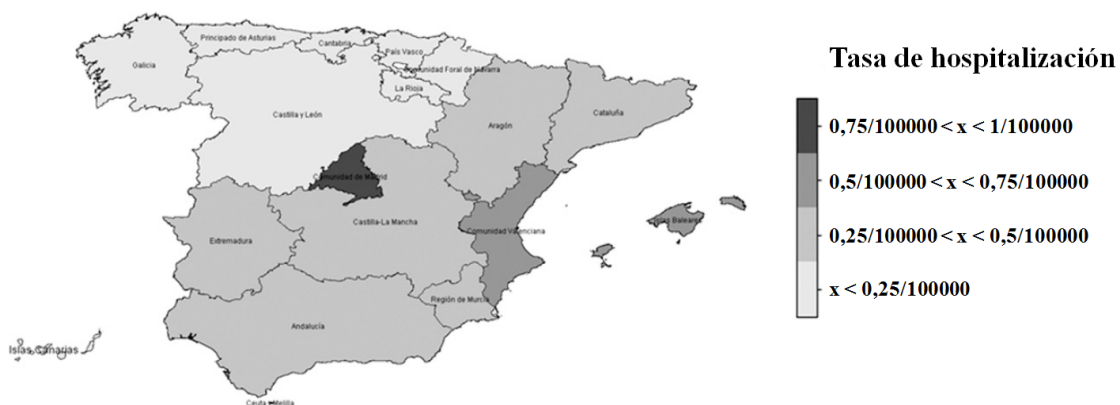 Tasa de hospitalización
0,75/100000 < x < 1/100000
0,5/100000 < x < 0,75/100000
0,25/100000 < x < 0,5/100000
x < 0,25/100000
Principado de Asturias
Cantabria
País Vasco
Galicia
Comunidad Foral de Navarra
La Rioja
Castilla y León
Aragón
Cataluña
Comunidad de Madrid
Castilla-La Mancha
Islas Baleares
Comunidad Valenciana
Extremadura
Región de Murcia
Andalucía
Islas Canarias
Ceuta y Melilla